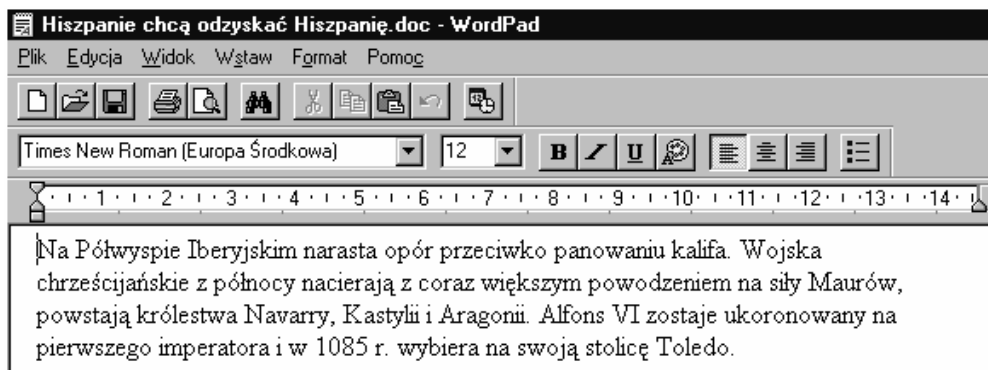 Hiszpanie chcą odzyskać Hiszpanię.doc - WordPad
Plik Edycja Widok Wstaw Format Pomoc
Times New Roman (Europa Środkowa) 12 B I U
1 2 3 4 5 6 7 8 9 10 11 12 13 14
Na Półwyspie Iberyjskim narasta opór przeciwko panowaniu kalifa. Wojska
chrześcijańskie z północy nacierają z coraz większym powodzeniem na siły Maurów,
powstają królestwa Navarry, Kastylii i Aragonii. Alfons VI zostaje ukoronowany na
pierwszego imperatora i w 1085 r. wybiera na swoją stolicę Toledo.